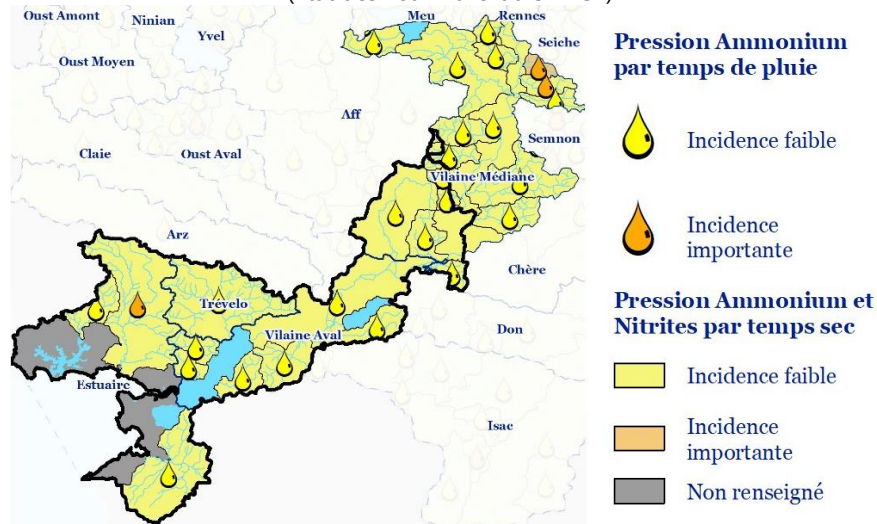 Oust Amont
Ninian
Yvel
Oust Moyen
Meu
Rennes
Seiche
Aff
Claie
Oust Aval
Semnon
Vilaine Médiane
Arz
Trévelo
Chère
Vilaine Aval
Don
Estuaire
Isac
Pression Ammonium
par temps de pluie
Incidence faible
Incidence
importante
Pression Ammonium et
Nitrites par temps sec
Incidence faible
Incidence
importante
Non renseigné